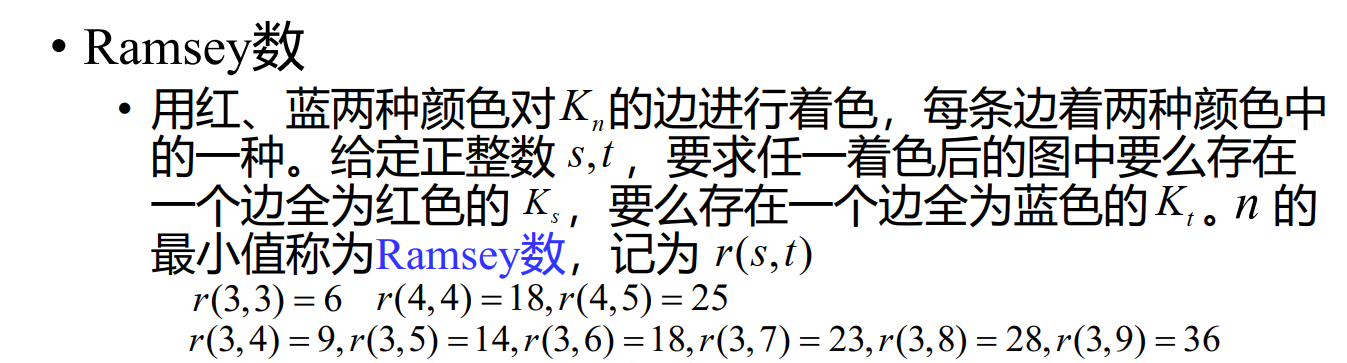 • Ramsey数
• 用红、蓝两种颜色对 Kₙ 的边进行着色，每条边着两种颜色中
的一种。给定正整数 s,t ，要求任一着色后的图中要么存在
一个边全为红色的 Kₛ ，要么存在一个边全为蓝色的 Kₜ 。n 的
最小值称为Ramsey数，记为 r(s,t)
r(3,3) = 6 r(4,4) = 18, r(4,5) = 25
r(3,4) = 9, r(3,5) = 14, r(3,6) = 18, r(3,7) = 23, r(3,8) = 28, r(3,9) = 36